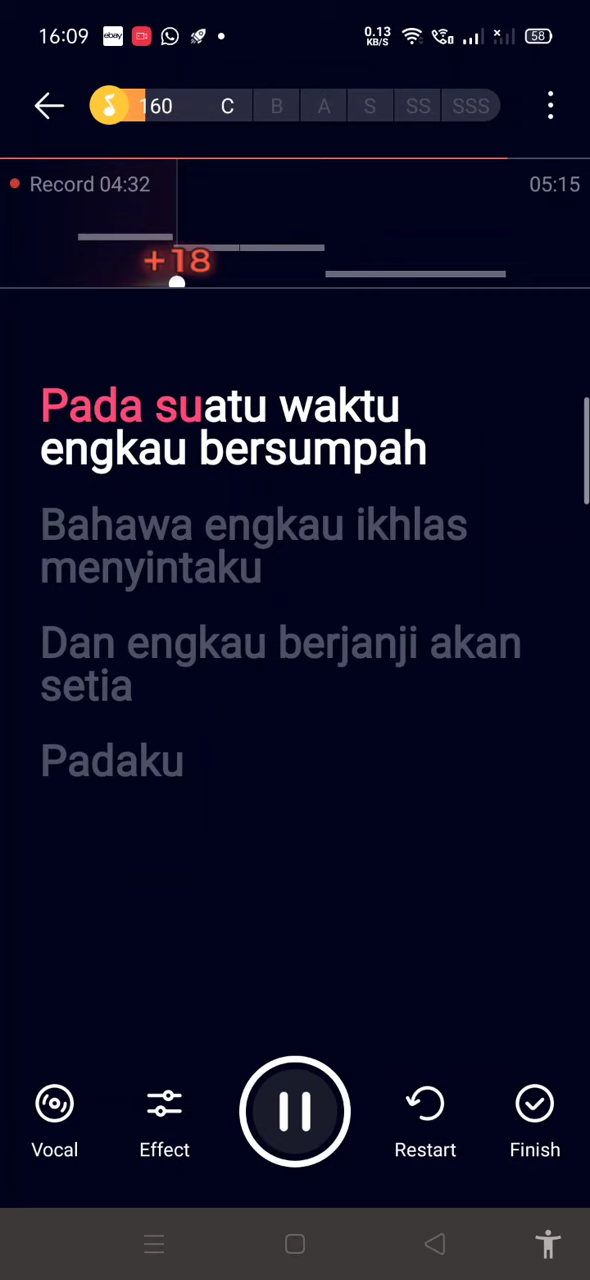 16:09 ebay 0.13 KB/S 58
160 C B A S SS SSS
Record 04:32 05:15
+18
Pada suatu waktu
engkau bersumpah
Bahawa engkau ikhlas
menyintaku
Dan engkau berjanji akan
setia
Padaku
Vocal Effect Restart Finish